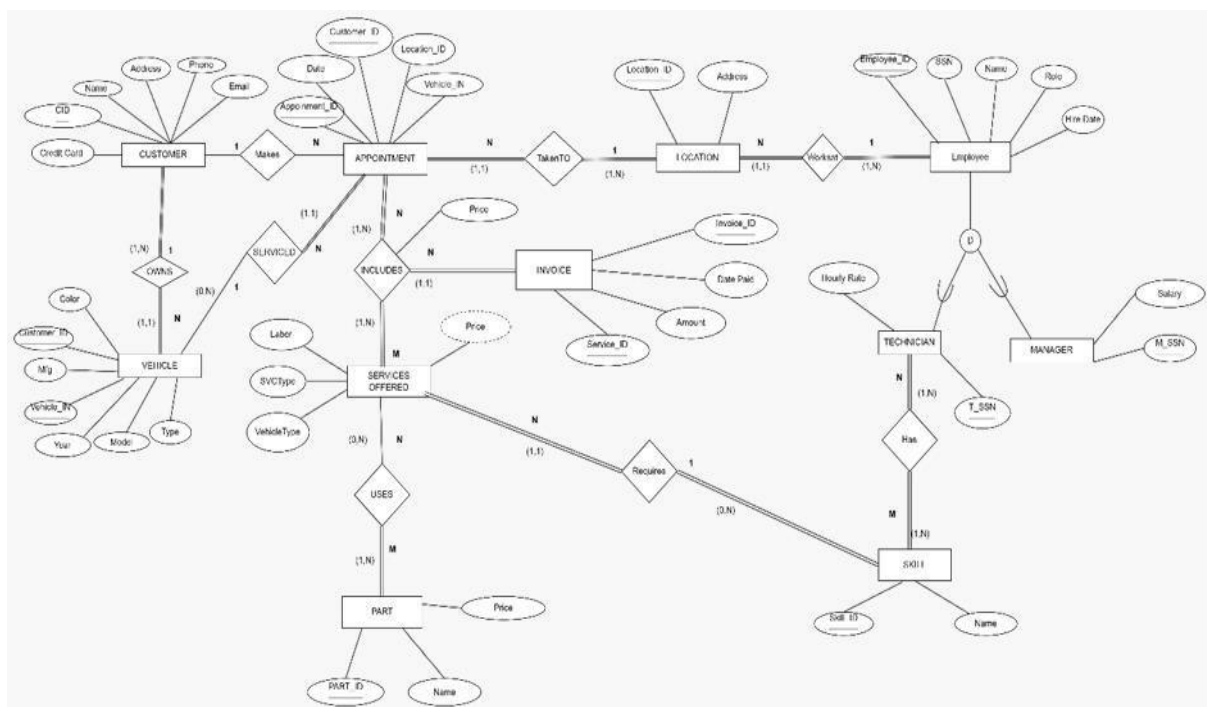 Customer_ID
Location_ID
Date
Vehicle_IN
Appoinment_ID
Address
Phone
Name
Email
CID
Credit Card
CUSTOMER
1
Makes
N
APPOINTMENT
N
(1,1)
TakenTO
1
(1,N)
Location_ID
Address
LOCATION
N
(1,1)
Worksat
1
(1,N)
Employee_ID
SSN
Name
Role
Hire Date
Employee
D
(1,N)
1
OWNS
(1,1)
N
(1,1)
N
(0,N)
1
N
(1,N)
INCLUDES
Price
N
(1,1)
INVOICE
Invoice_ID
Date Paid
Amount
Service_ID
(1,N)
M
Color
Customer_ID
Mfg
Vehicle_IN
Year
Model
Type
VEHICLE
Labor
SVCType
VehicleType
Price
SERVICES
OFFERED
Hourly Rate
TECHNICIAN
T_SSN
MANAGER
Salary
M_SSN
N
(1,N)
Has
M
(1,N)
N
(1,1)
Requires
1
(0,N)
(0,N)
N
USES
(1,N)
M
PART
Price
PART_ID
Name
SKILL
Skill_ID
Name